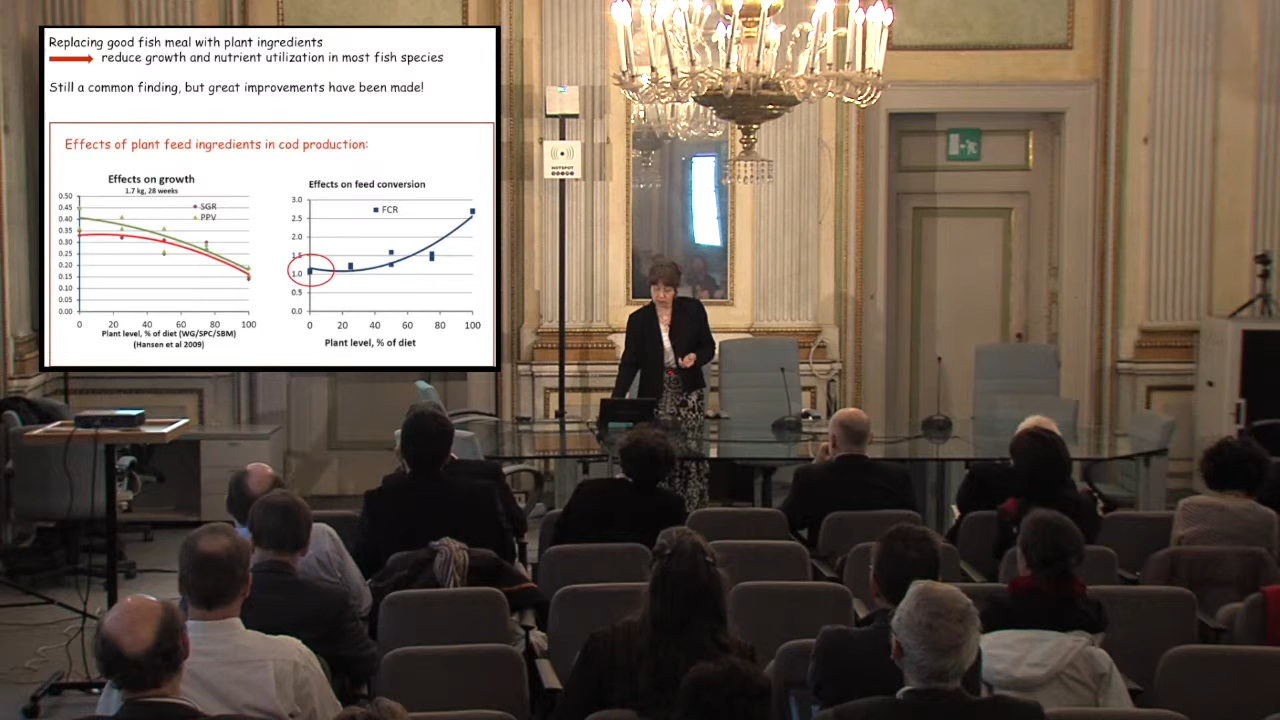 Replacing good fish meal with plant ingredients
reduce growth and nutrient utilization in most fish species
Still a common finding, but great improvements have been made!
Effects of plant feed ingredients in cod production:
Effects on growth
1.7 kg, 28 weeks
SGR
PPV
0.50
0.45
0.40
0.35
0.30
0.25
0.20
0.15
0.10
0.05
0.00
0 20 40 60 80 100
Plant level, % of diet (WG/SPC/SBM)
(Hansen et al 2009)
Effects on feed conversion
FCR
3.0
2.5
2.0
1.5
1.0
0.5
0.0
0 20 40 60 80 100
Plant level, % of diet
HOTSPOT